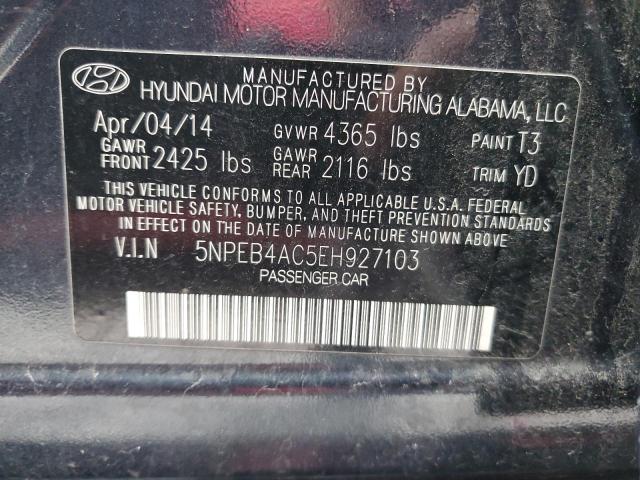 MANUFACTURED BY
HYUNDAI MOTOR MANUFACTURING ALABAMA, LLC
Apr/04/14 GVWR 4365 lbs PAINT T3
GAWR FRONT 2425 lbs GAWR REAR 2116 lbs TRIM YD
THIS VEHICLE CONFORMS TO ALL APPLICABLE U.S.A. FEDERAL
MOTOR VEHICLE SAFETY, BUMPER, AND THEFT PREVENTION STANDARDS
IN EFFECT ON THE DATE OF MANUFACTURE SHOWN ABOVE.
V.I.N 5NPEB4AC5EH927103
PASSENGER CAR